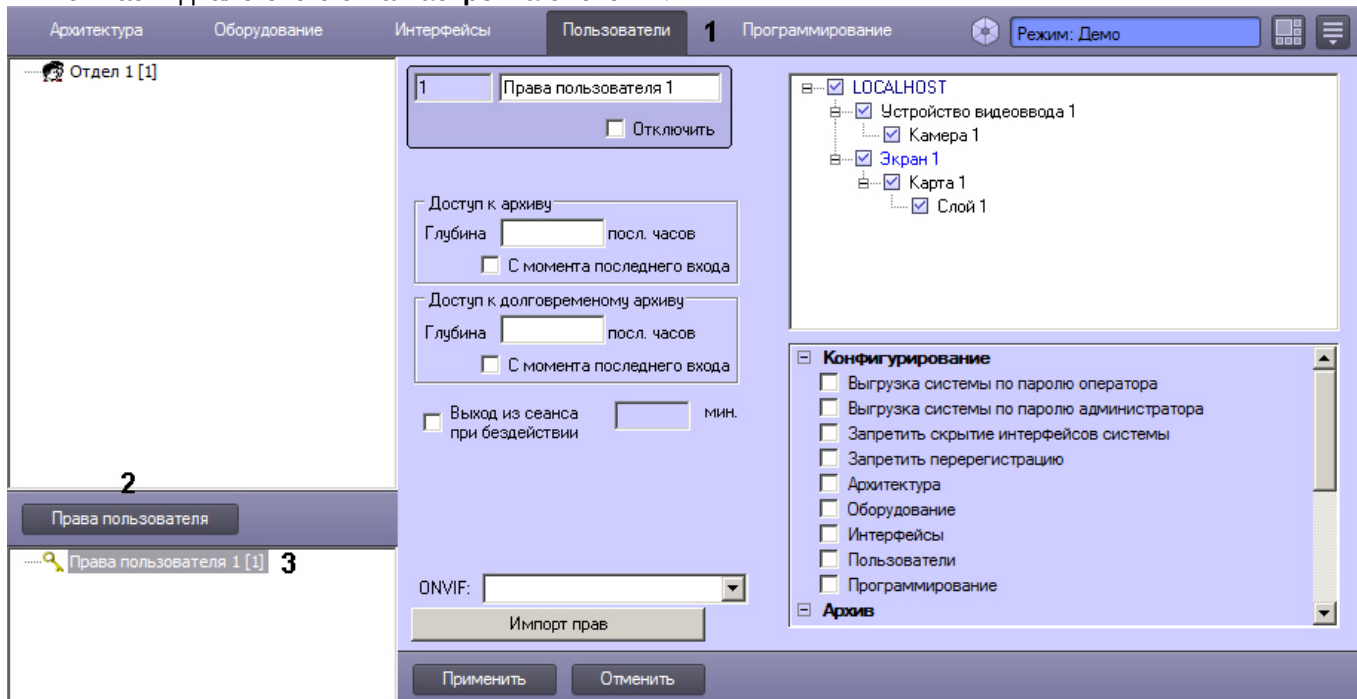 Архитектура Оборудование Интерфейсы Пользователи 1 Программирование Режим: Демо
Отдел 1 [1]
2
Права пользователя
Права пользователя 1 [1] 3
1 Права пользователя 1
Отключить
Доступ к архиву
Глубина посл. часов
С момента последнего входа
Доступ к долговременому архиву
Глубина посл. часов
С момента последнего входа
Выход из сеанса мин.
при бездействии
ONVIF:
Импорт прав
LOCALHOST
Устройство видеоввода 1
Камера 1
Экран 1
Карта 1
Слой 1
Конфигурирование
Выгрузка системы по паролю оператора
Выгрузка системы по паролю администратора
Запретить скрытие интерфейсов системы
Запретить перерегистрацию
Архитектура
Оборудование
Интерфейсы
Пользователи
Программирование
Архив
Применить Отменить